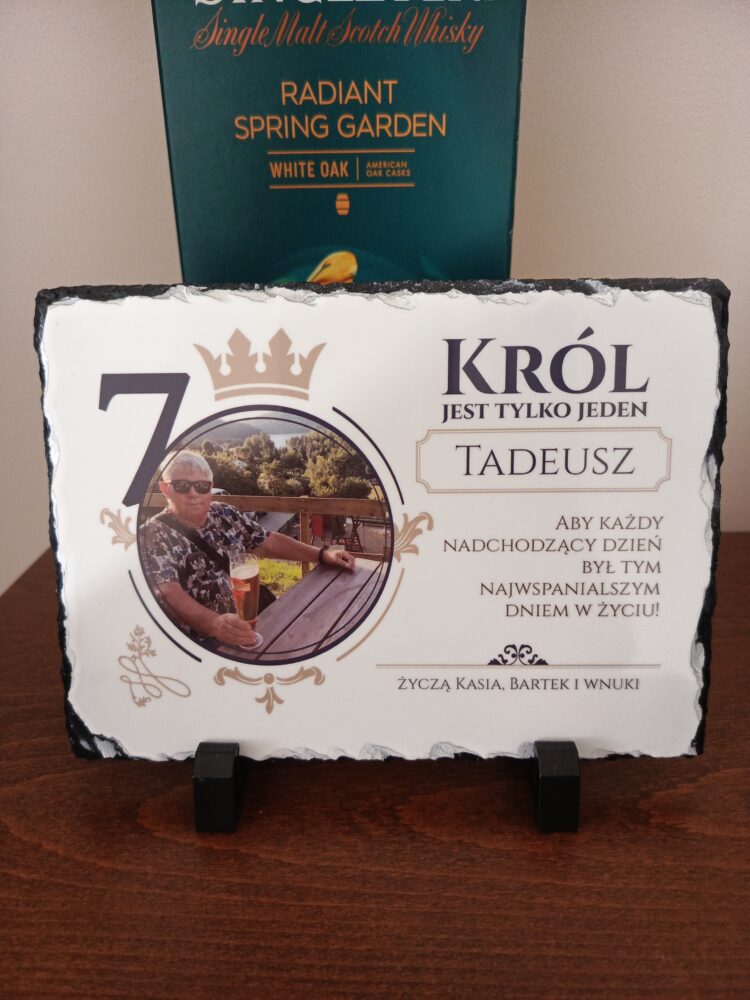 Single Malt Scotch Whisky
RADIANT
SPRING GARDEN
WHITE OAK | AMERICAN
OAK CASKS
70
KRÓL
JEST TYLKO JEDEN
TADEUSZ
ABY KAŻDY
NADCHODZĄCY DZIEŃ
BYŁ TYM
NAJWSPANIALSZYM
DNIEM W ŻYCIU!
ŻYCZĄ KASIA, BARTEK I WNUKI